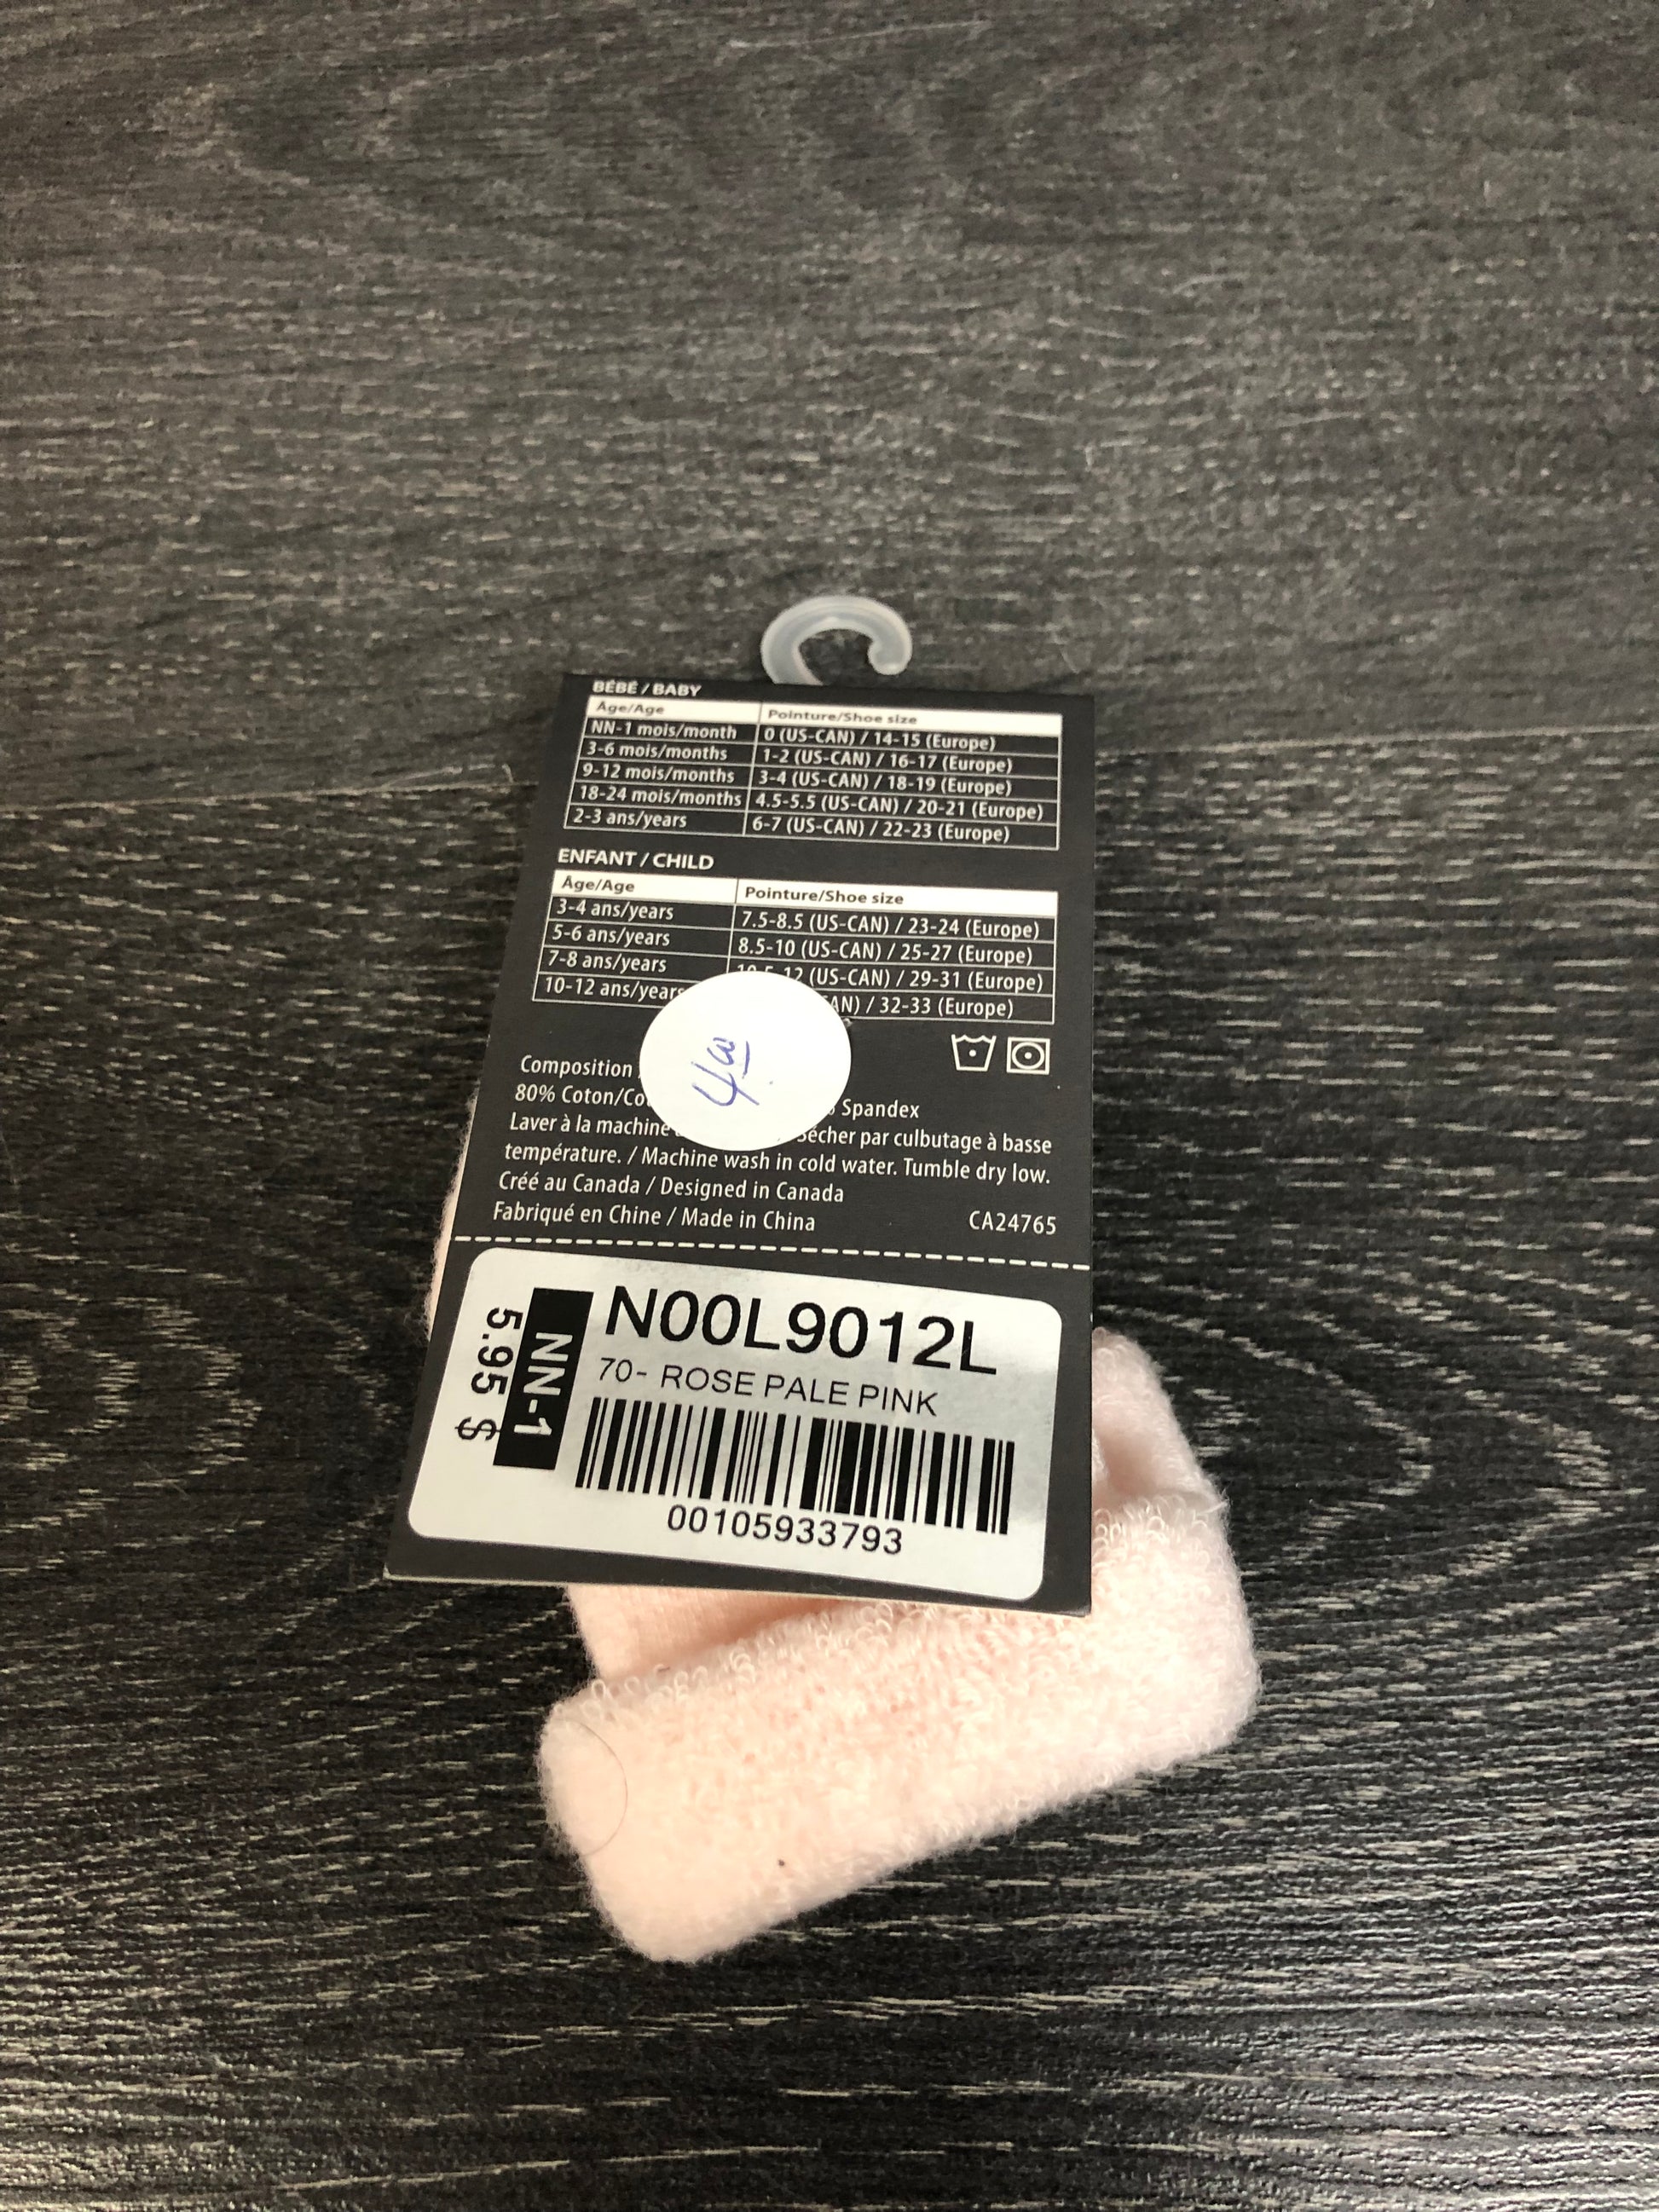 BÉBÉ / BABY
Âge/Age Pointure/Shoe size
NN-1 mois/month 0 (US-CAN) / 14-15 (Europe)
3-6 mois/months 1-2 (US-CAN) / 16-17 (Europe)
9-12 mois/months 3-4 (US-CAN) / 18-19 (Europe)
18-24 mois/months 4.5-5.5 (US-CAN) / 20-21 (Europe)
2-3 ans/years 6-7 (US-CAN) / 22-23 (Europe)
ENFANT / CHILD
Âge/Age Pointure/Shoe size
3-4 ans/years 7.5-8.5 (US-CAN) / 23-24 (Europe)
5-6 ans/years 8.5-10 (US-CAN) / 25-27 (Europe)
7-8 ans/years 10.5-12 (US-CAN) / 29-31 (Europe)
10-12 ans/years / 32-33 (Europe)
Composition
80% Coton/ Spandex
Laver à la machine Sécher par culbutage à basse
température. / Machine wash in cold water. Tumble dry low.
Créé au Canada / Designed in Canada
Fabriqué en Chine / Made in China CA24765
N00L9012L
70- ROSE PALE PINK
NN-1
5.95 $
00105933793